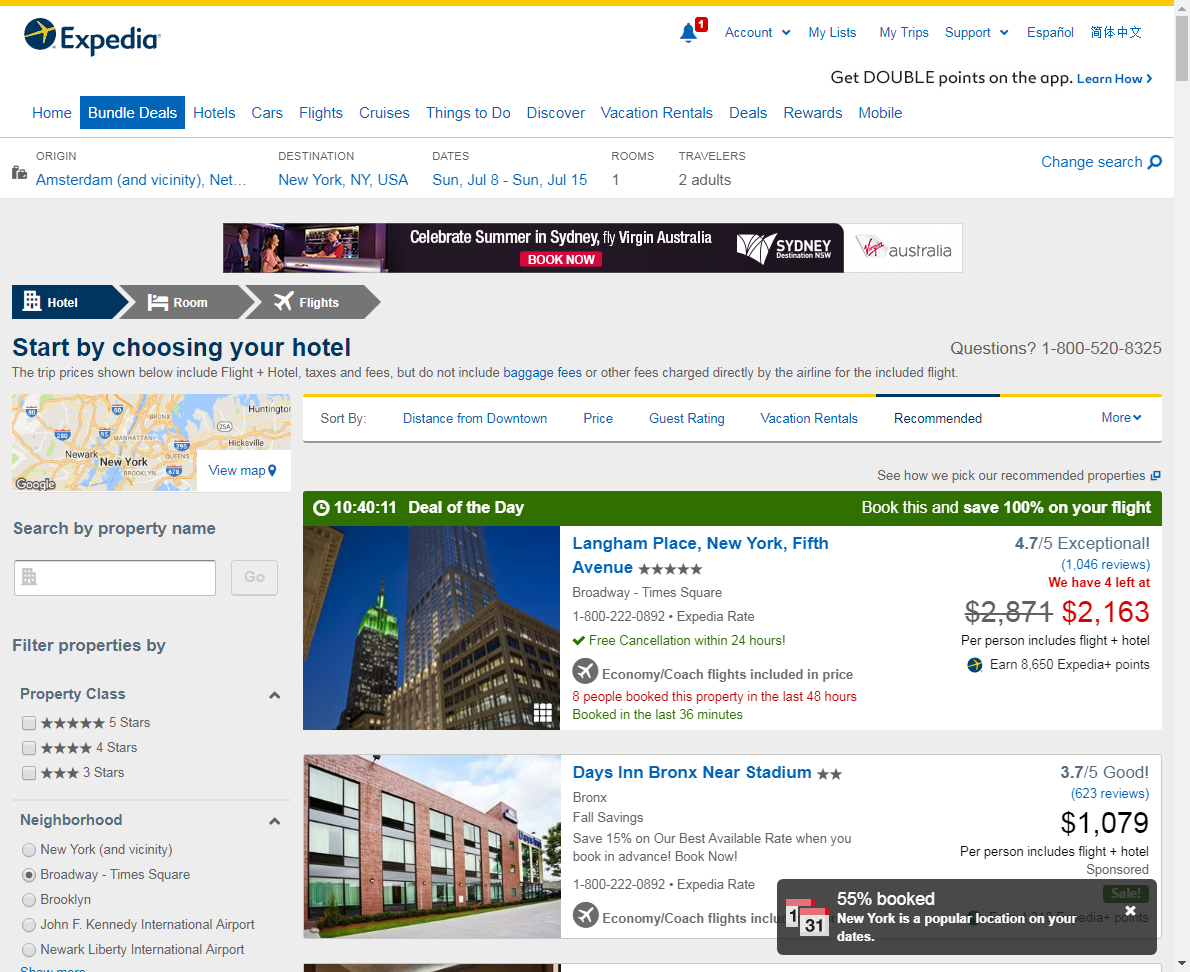 Expedia
1
Account
My Lists
My Trips
Support
Español
简体中文
Get DOUBLE points on the app. Learn How
Home
Bundle Deals
Hotels
Cars
Flights
Cruises
Things to Do
Discover
Vacation Rentals
Deals
Rewards
Mobile
ORIGIN
Amsterdam (and vicinity), Net...
DESTINATION
New York, NY, USA
DATES
Sun, Jul 8 - Sun, Jul 15
ROOMS
1
TRAVELERS
2 adults
Change search
Celebrate Summer in Sydney, fly Virgin Australia
BOOK NOW
SYDNEY
Destination NSW
Virgin australia
Hotel
Room
Flights
Start by choosing your hotel
Questions? 1-800-520-8325
The trip prices shown below include Flight + Hotel, taxes and fees, but do not include baggage fees or other fees charged directly by the airline for the included flight.
80
80
Huntington
BRONX
25A
MANHATTAN
280
95
Hicksville
Newark
QUEENS
295
New York
BROOKLYN
678
Google
View map
Sort By:
Distance from Downtown
Price
Guest Rating
Vacation Rentals
Recommended
More
See how we pick our recommended properties
Search by property name
Go
Filter properties by
Property Class
5 Stars
4 Stars
3 Stars
Neighborhood
New York (and vicinity)
Broadway - Times Square
Brooklyn
John F. Kennedy International Airport
Newark Liberty International Airport
Show more
10:40:11 Deal of the Day
Book this and save 100% on your flight
Langham Place, New York, Fifth
Avenue
Broadway - Times Square
1-800-222-0892 • Expedia Rate
Free Cancellation within 24 hours!
Economy/Coach flights included in price
8 people booked this property in the last 48 hours
Booked in the last 36 minutes
4.7/5 Exceptional!
(1,046 reviews)
We have 4 left at
$2,871 $2,163
Per person includes flight + hotel
Earn 8,650 Expedia+ points
Days Inn Bronx Near Stadium
Bronx
Fall Savings
Save 15% on Our Best Available Rate when you
book in advance! Book Now!
1-800-222-0892 • Expedia Rate
Economy/Coach flights inclu
3.7/5 Good!
(623 reviews)
$1,079
Per person includes flight + hotel
Sponsored
Sale!
Expedia+ points
1
31
55% booked
New York is a popular location on your
dates.